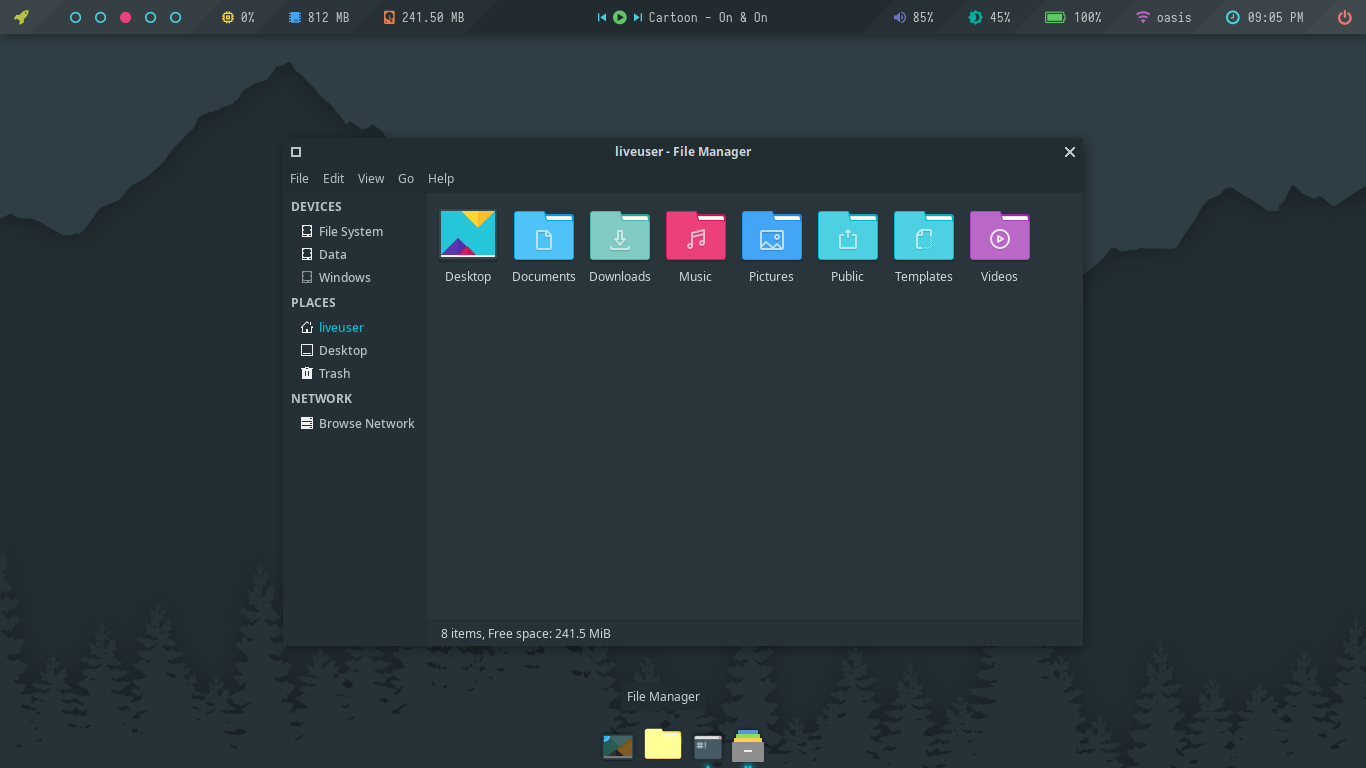 0% 812 MB 241.50 MB Cartoon - On & On 85% 45% 100% oasis 09:05 PM
liveuser - File Manager
File Edit View Go Help
DEVICES
File System
Data
Windows
PLACES
liveuser
Desktop
Trash
NETWORK
Browse Network
Desktop Documents Downloads Music Pictures Public Templates Videos
8 items, Free space: 241.5 MiB
File Manager
#!